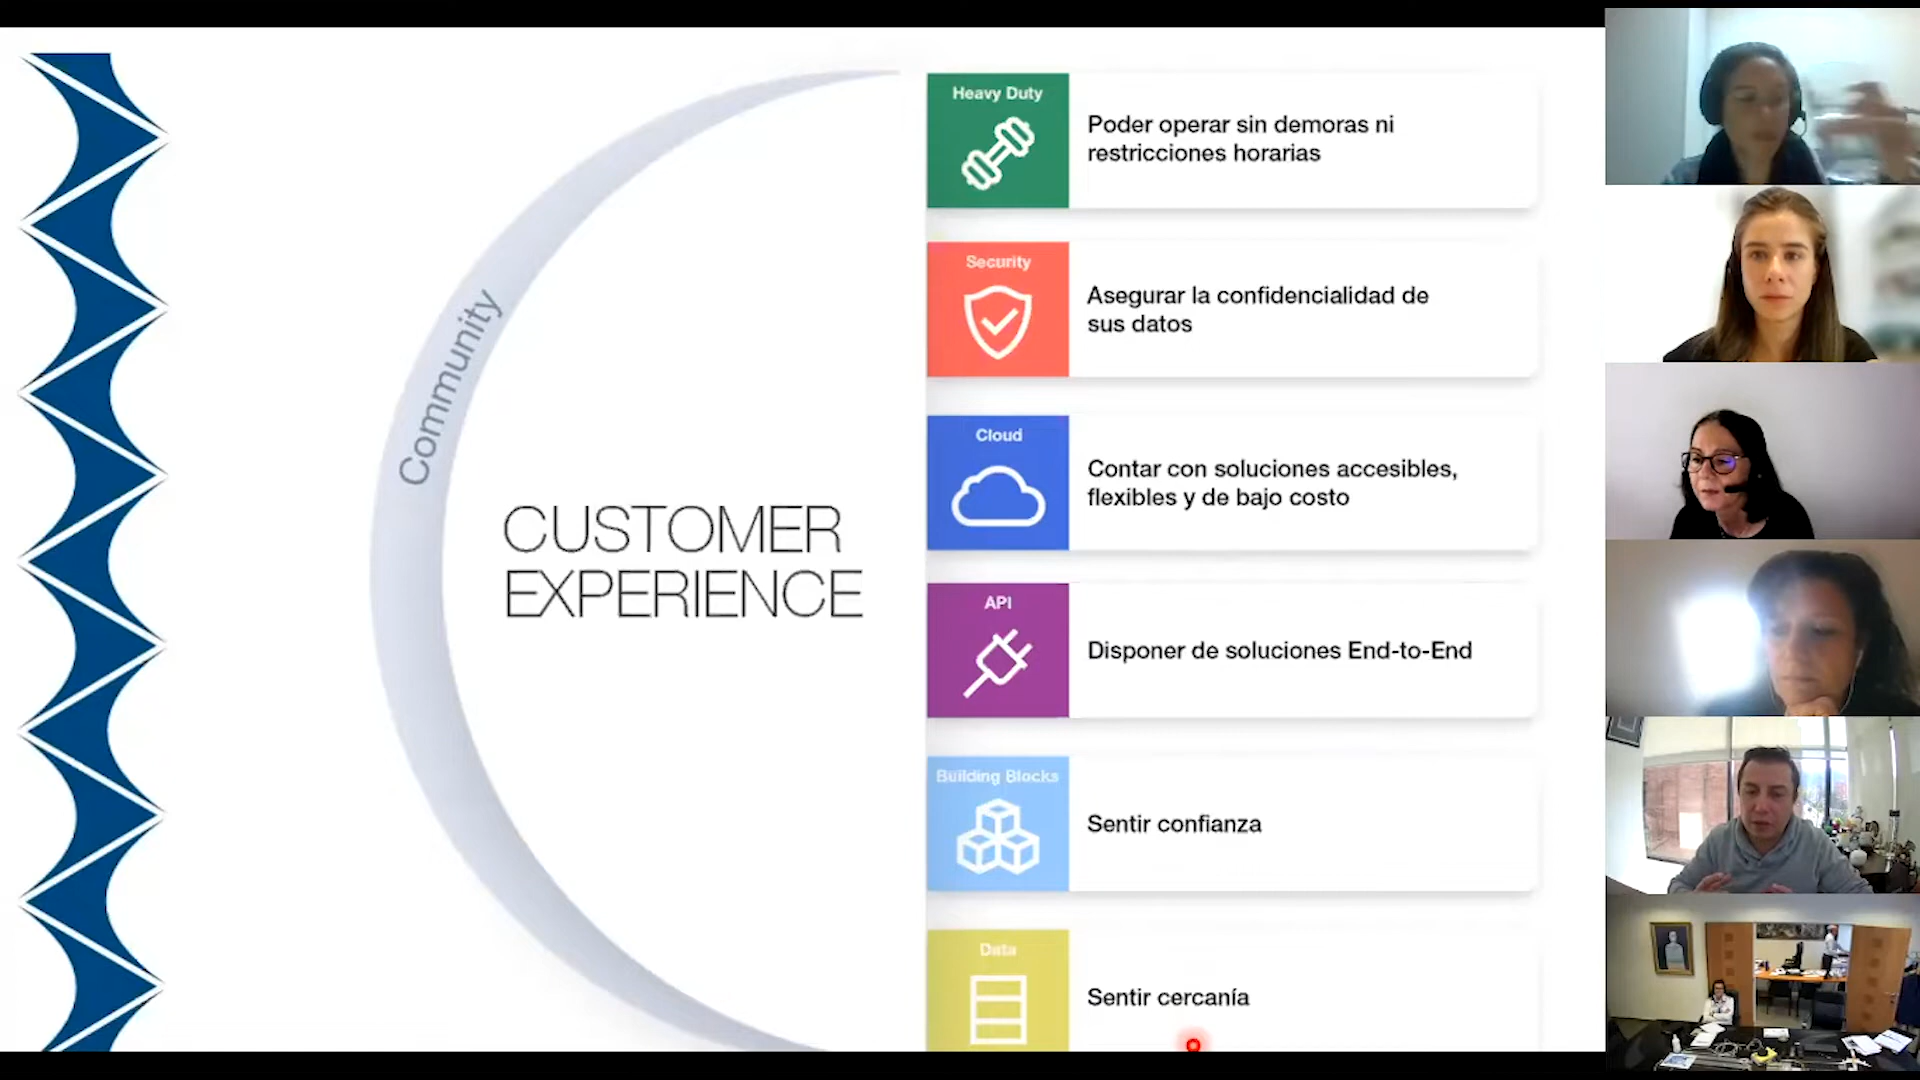 Community
CUSTOMER
EXPERIENCE
Heavy Duty
Poder operar sin demoras ni
restricciones horarias
Security
Asegurar la confidencialidad de
sus datos
Cloud
Contar con soluciones accesibles,
flexibles y de bajo costo
API
Disponer de soluciones End-to-End
Building Blocks
Sentir confianza
Data
Sentir cercanía